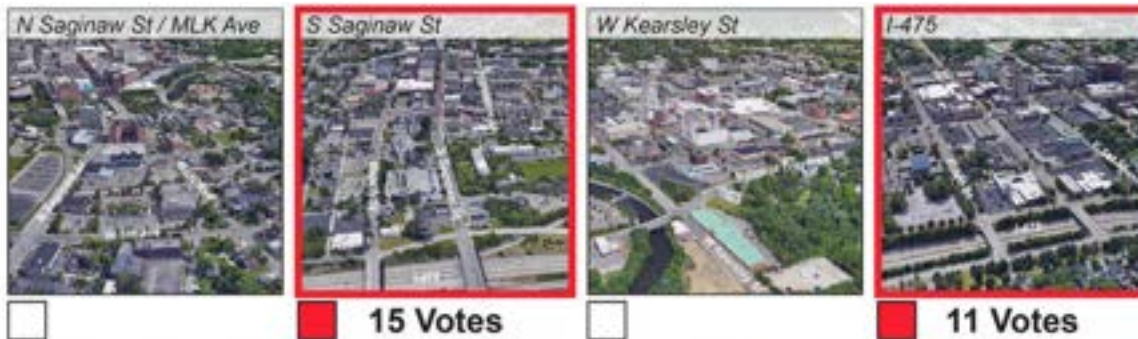 N Saginaw St / MLK Ave
S Saginaw St
W Kearsley St
I-475
15 Votes
11 Votes